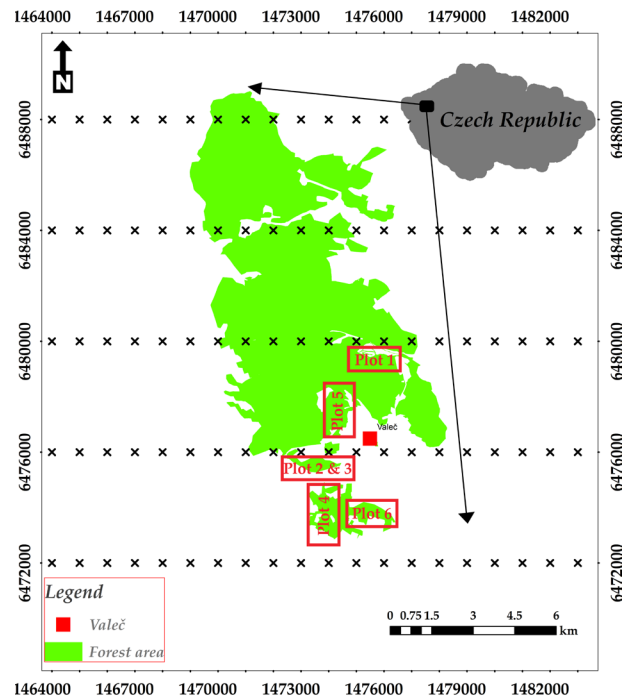 1464000 1467000 1470000 1473000 1476000 1479000 1482000
N
Czech Republic
6488000 6488000
6484000 6484000
6480000 6480000
Plot 1
Plot 5
Valeč
6476000 6476000
Plot 2 & 3
Plot 4
Plot 6
6472000 6472000
Legend
Valeč
Forest area
0 0.75 1.5 3 4.5 6
km
1464000 1467000 1470000 1473000 1476000 1479000 1482000